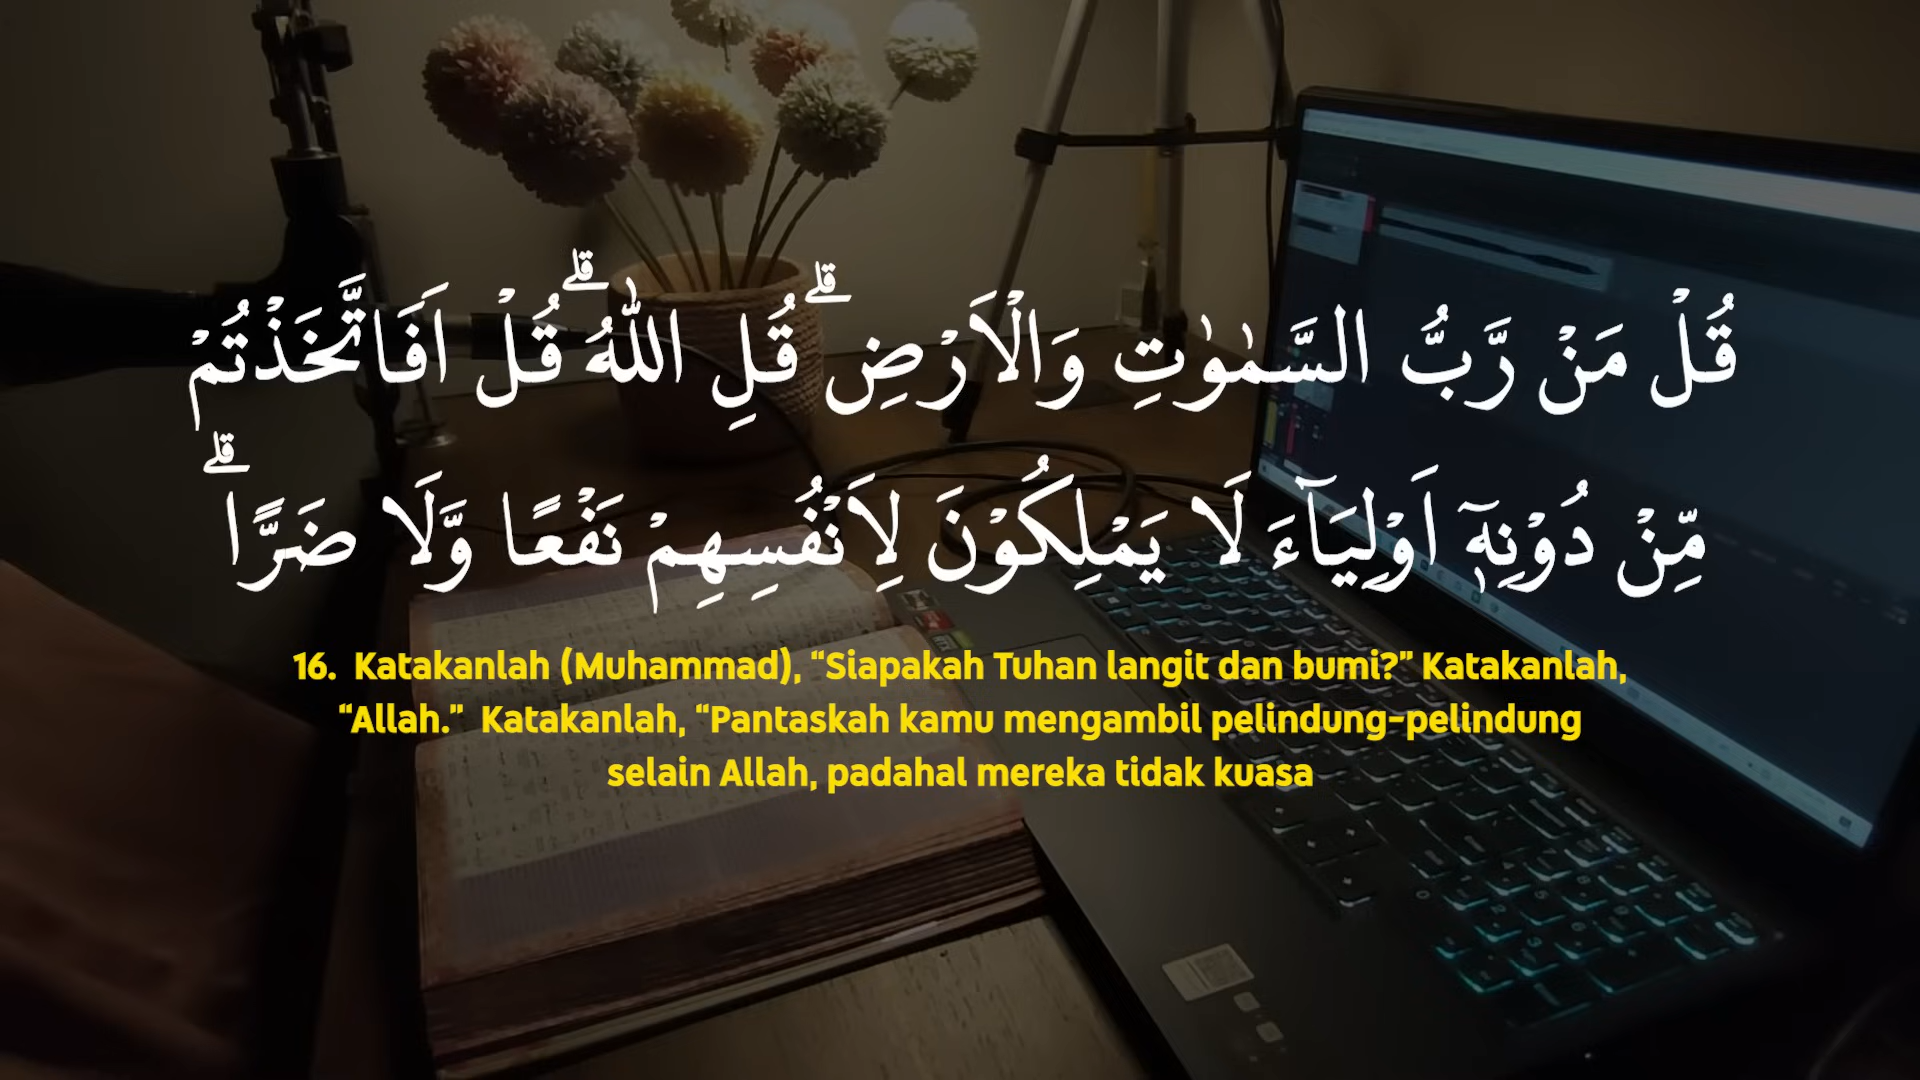 قُلْ مَنْ رَّبُّ السَّمٰوٰتِ وَالْاَرْضِۗ قُلِ اللّٰهُ ۗقُلْ اَفَاتَّخَذْتُمْ
مِّنْ دُوْنِهٖٓ اَوْلِيَاۤءَ لَا يَمْلِكُوْنَ لِاَنْفُسِهِمْ نَفْعًا وَّلَا ضَرًّاۗ
16. Katakanlah (Muhammad), “Siapakah Tuhan langit dan bumi?” Katakanlah,
“Allah.” Katakanlah, “Pantaskah kamu mengambil pelindung-pelindung
selain Allah, padahal mereka tidak kuasa